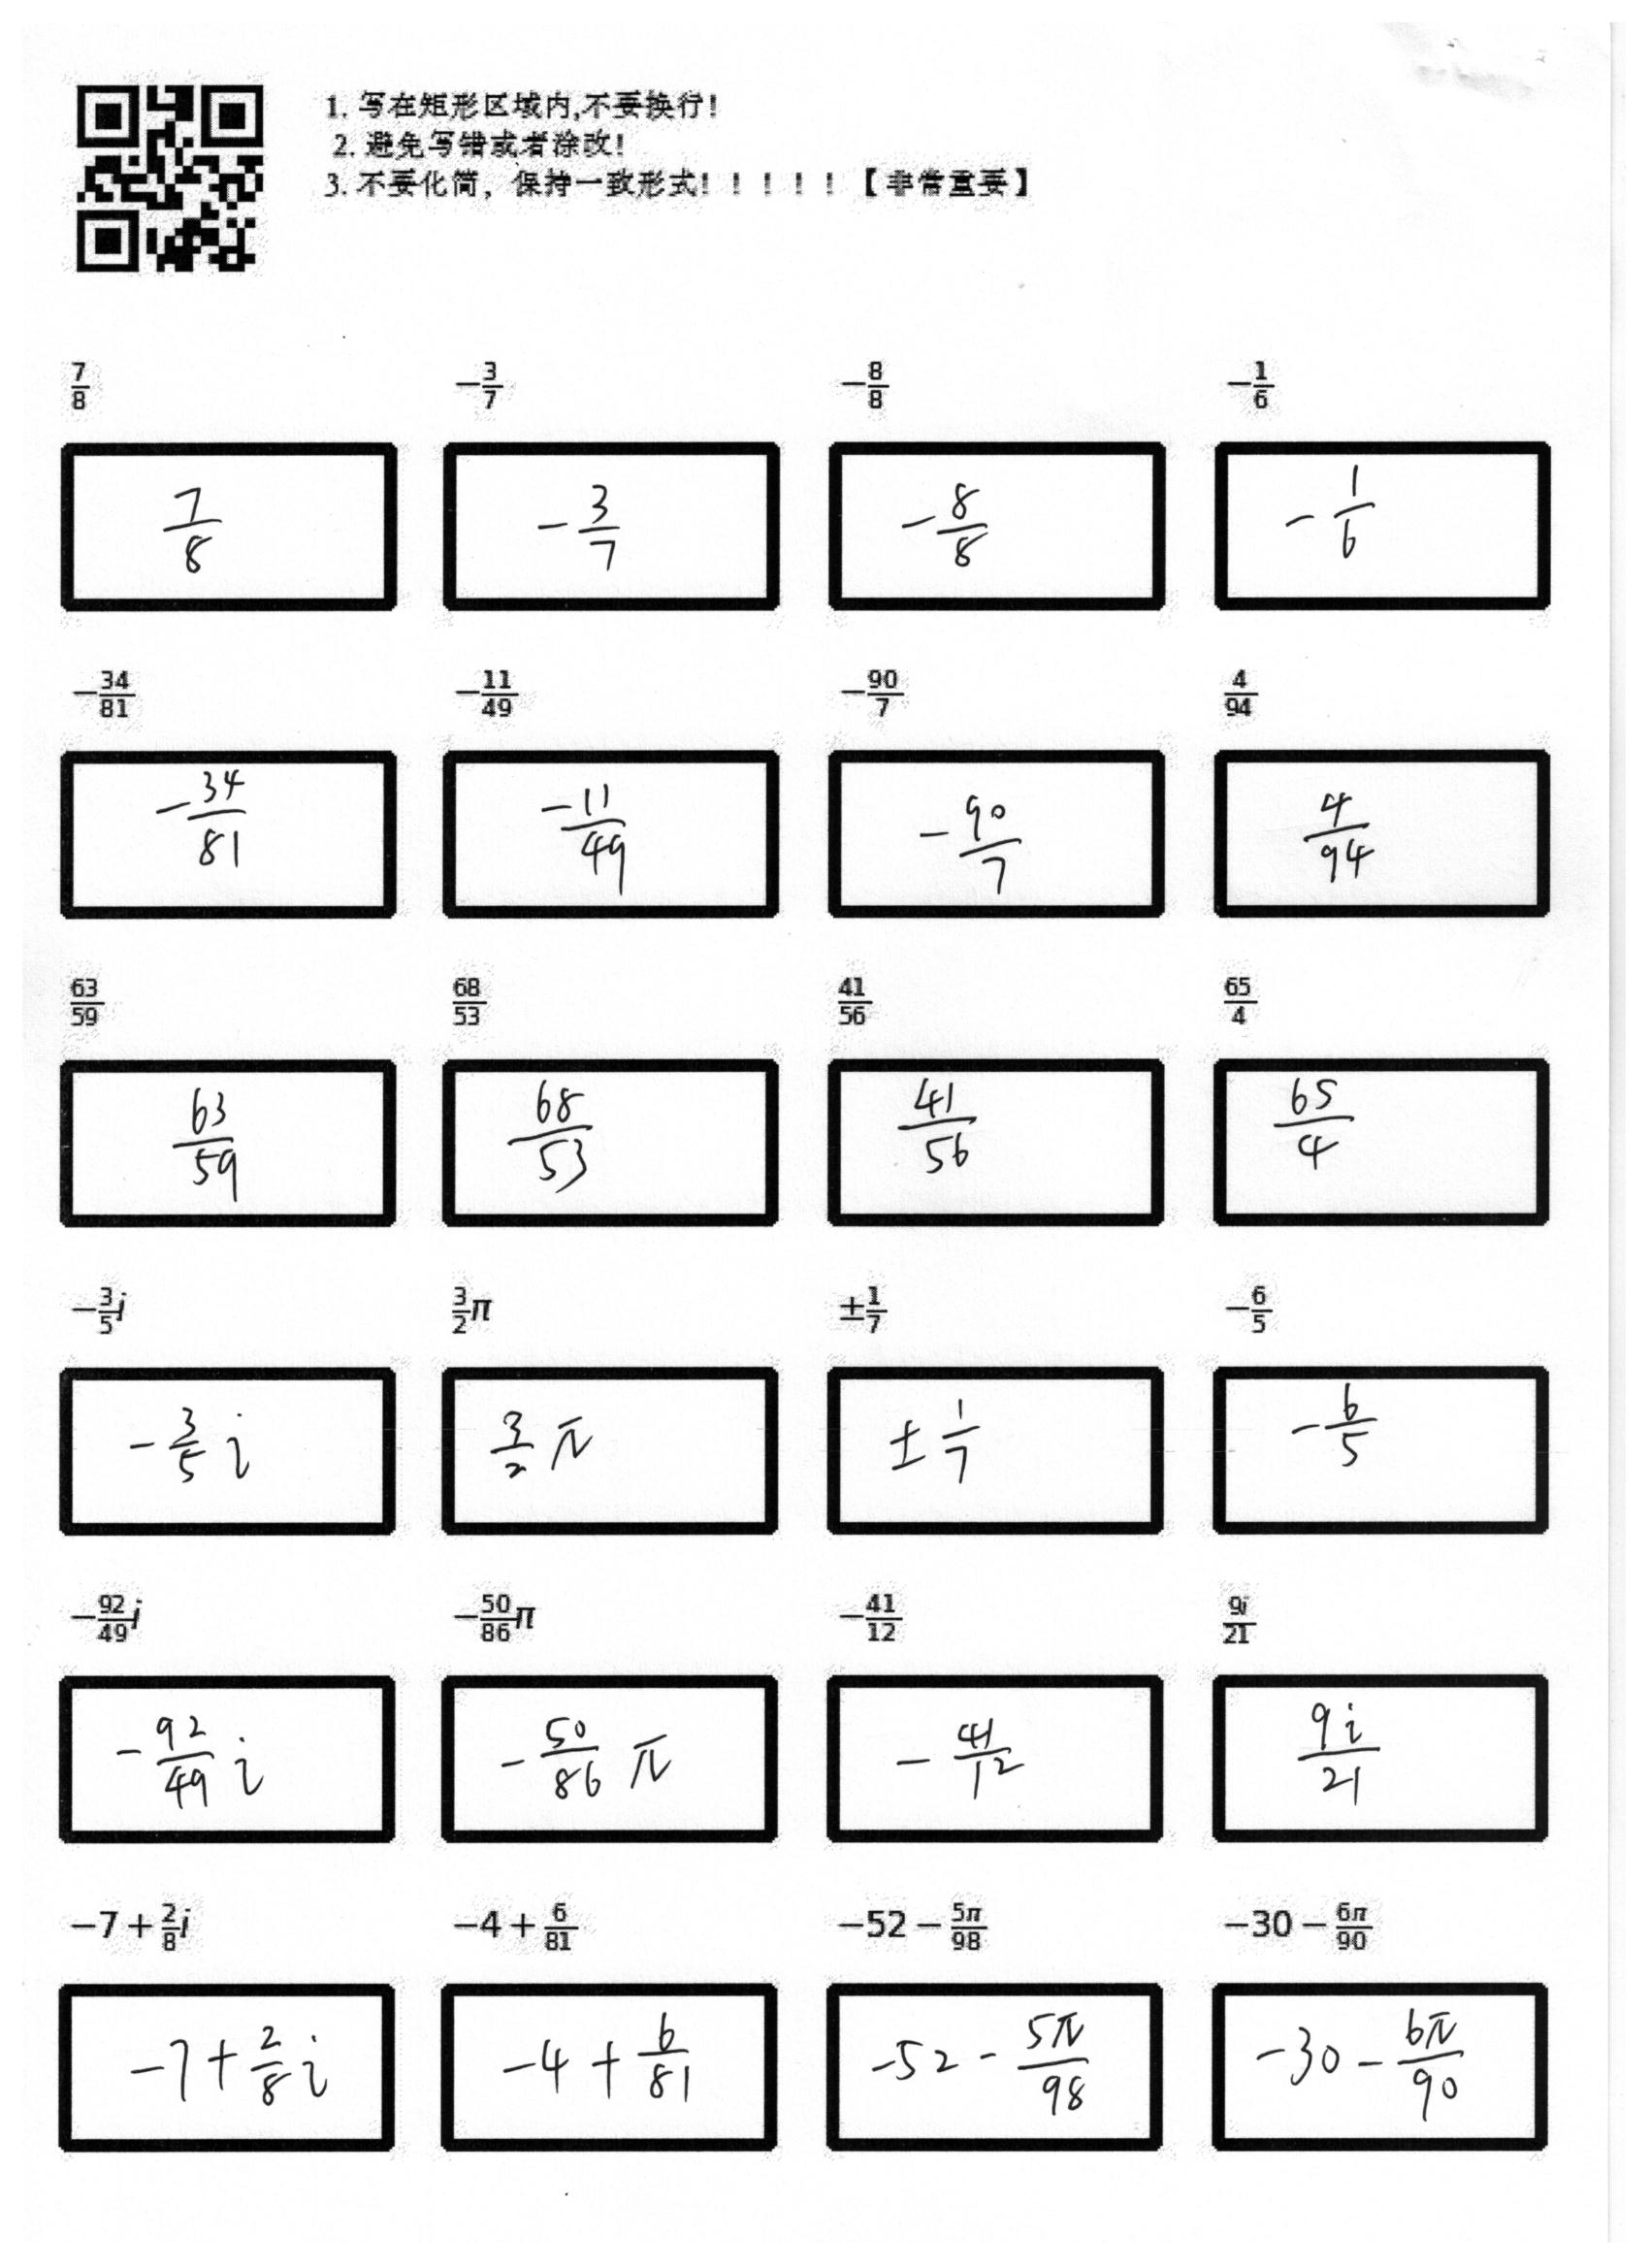 1. 写在矩形区域内,不要换行!
2. 避免写错或者涂改!
3. 不要化简，保持一致形式！！！！！【非常重要】
$\frac{7}{8}$ $-\frac{3}{7}$ $-\frac{8}{8}$ $-\frac{1}{6}$
$\frac{7}{8}$ $-\frac{3}{7}$ $-\frac{8}{8}$ $-\frac{1}{6}$
$-\frac{34}{81}$ $-\frac{11}{49}$ $-\frac{90}{7}$ $\frac{4}{94}$
$-\frac{34}{81}$ $-\frac{11}{49}$ $-\frac{90}{7}$ $\frac{4}{94}$
$\frac{63}{59}$ $\frac{68}{53}$ $\frac{41}{56}$ $\frac{65}{4}$
$\frac{63}{59}$ $\frac{68}{53}$ $\frac{41}{56}$ $\frac{65}{4}$
$-\frac{3}{5}i$ $\frac{3}{2}\pi$ $\pm\frac{1}{7}$ $-\frac{6}{5}$
$-\frac{3}{5}i$ $\frac{3}{2}\pi$ $\pm\frac{1}{7}$ $-\frac{6}{5}$
$-\frac{92}{49}i$ $-\frac{50}{86}\pi$ $-\frac{41}{12}$ $\frac{9i}{21}$
$-\frac{92}{49}i$ $-\frac{50}{86}\pi$ $-\frac{41}{12}$ $\frac{9i}{21}$
$-7+\frac{2}{8}i$ $-4+\frac{6}{81}$ $-52-\frac{5\pi}{98}$ $-30-\frac{6\pi}{90}$
$-7+\frac{2}{8}i$ $-4+\frac{6}{81}$ $-52-\frac{5\pi}{98}$ $-30-\frac{6\pi}{90}$